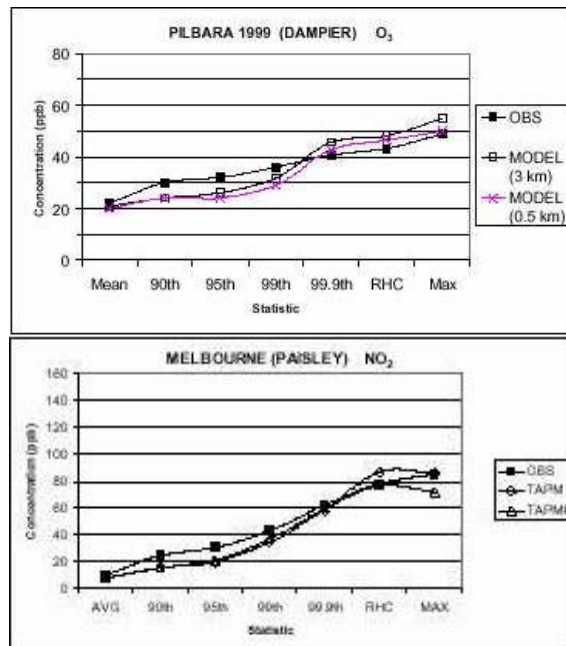 PILBARA 1999 (DAMPIER) O₃
80
60
40
20
0
Concentration (ppb)
Mean 90th 95th 99th 99.9th RHC Max
Statistic
OBS
MODEL
(3 km)
MODEL
(0.5 km)
MELBOURNE (PAISLEY) NO₂
160
140
120
100
80
60
40
20
0
Concentration (ppb)
AVG 90th 95th 99th 99.9th RHC MAX
Statistic
OBS
TAPM